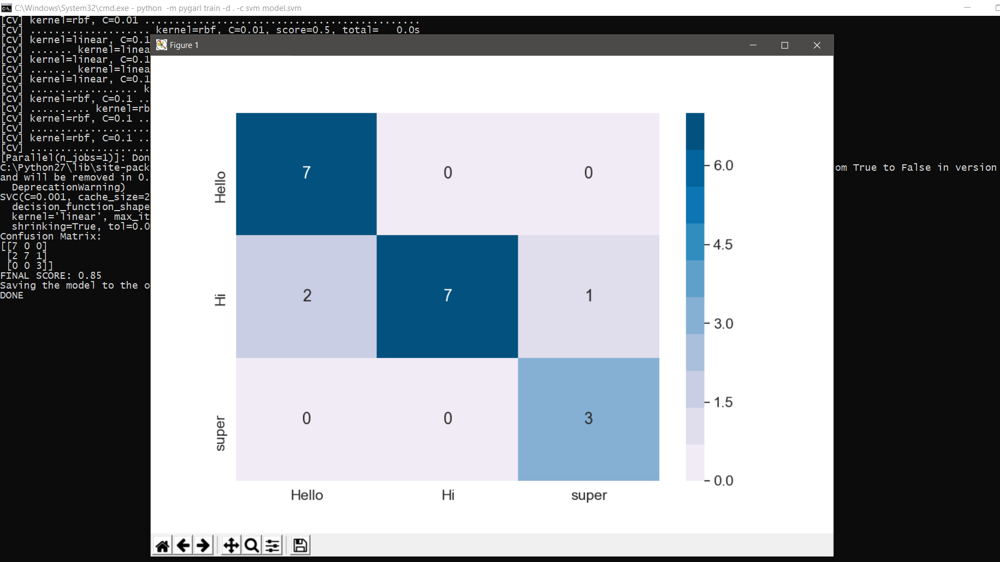 C:\Windows\System32\cmd.exe - python  -m pygarl train -d . -c svm model.svm
[CV] kernel=rbf, C=0.01 ..............................................
[CV] .................... kernel=rbf, C=0.01, score=0.5, total=   0.0s
[CV] kernel=linear, C=0.1
[CV] ....... kernel=linea
[CV] kernel=linear, C=0.1
[CV] ....... kernel=linea
[CV] kernel=linear, C=0.1
[CV] .................. k
[CV] kernel=rbf, C=0.1 ..
[CV] .......... kernel=rb
[CV] kernel=rbf, C=0.1 ..
[CV] ....................
[CV] kernel=rbf, C=0.1 ..
[CV] ....................
[Parallel(n_jobs=1)]: Don
C:\Python27\lib\site-pack
om True to False in version
and will be removed in 0.
  DeprecationWarning)
SVC(C=0.001, cache_size=2
  decision_function_shape
  kernel='linear', max_it
  shrinking=True, tol=0.0
Confusion Matrix:
[[7 0 0]
 [2 7 1]
 [0 0 3]]
FINAL SCORE: 0.85
Saving the model to the o
DONE
Figure 1
Hello
7 0 0
Hi
2 7 1
super
0 0 3
Hello Hi super
6.0
4.5
3.0
1.5
0.0